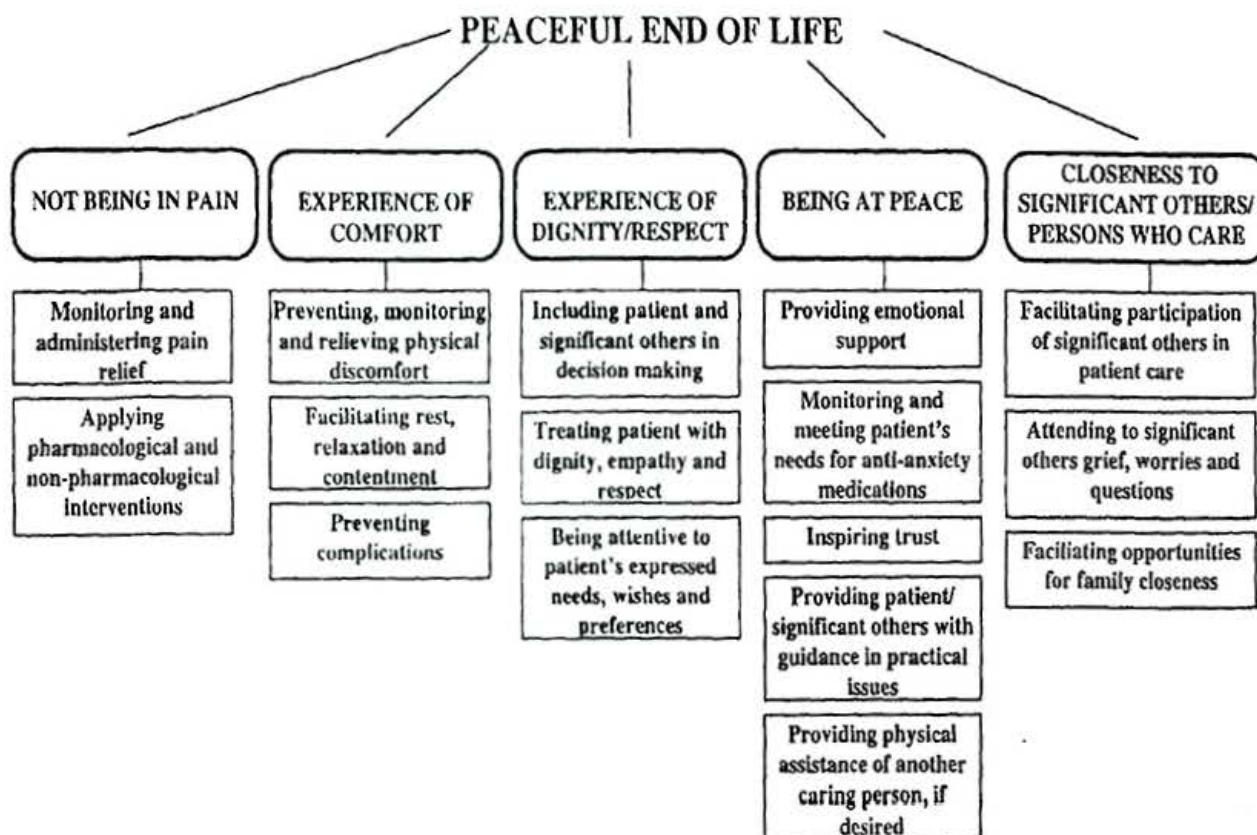 PEACEFUL END OF LIFE
NOT BEING IN PAIN
Monitoring and
administering pain
relief
Applying
pharmacological and
non-pharmacological
interventions
EXPERIENCE OF
COMFORT
Preventing, monitoring
and relieving physical
discomfort
Facilitating rest,
relaxation and
contentment
Preventing
complications
EXPERIENCE OF
DIGNITY/RESPECT
Including patient and
significant others in
decision making
Treating patient with
dignity, empathy and
respect
Being attentive to
patient's expressed
needs, wishes and
preferences
BEING AT PEACE
Providing emotional
support
Monitoring and
meeting patient's
needs for anti-anxiety
medications
Inspiring trust
Providing patient/
significant others with
guidance in practical
issues
Providing physical
assistance of another
caring person, if
desired
CLOSENESS TO
SIGNIFICANT OTHERS/
PERSONS WHO CARE
Facilitating participation
of significant others in
patient care
Attending to significant
others grief, worries and
questions
Faciliating opportunities
for family closeness